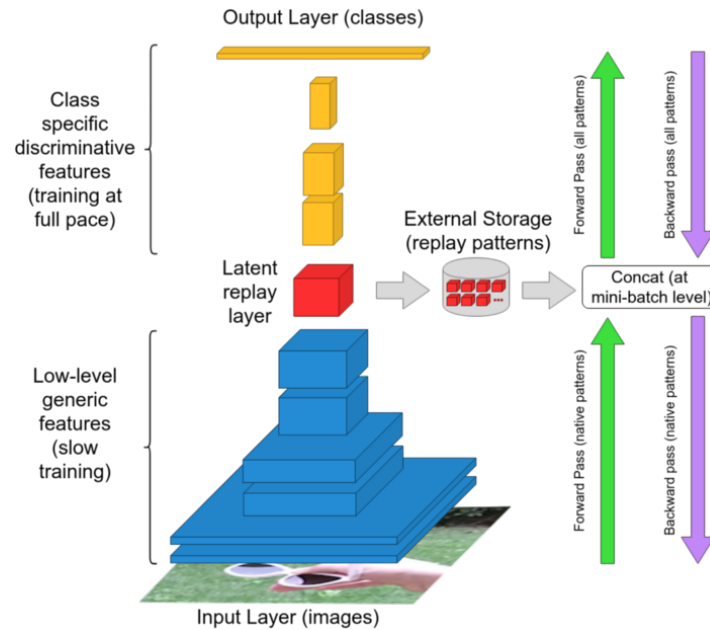 Output Layer (classes)
Class
specific
discriminative
features
(training at
full pace)
External Storage
(replay patterns)
Latent
replay
layer
Low-level
generic
features
(slow
training)
Input Layer (images)
Forward Pass (all patterns)
Backward pass (all patterns)
Concat (at
mini-batch level)
Forward Pass (native patterns)
Backward pass (native patterns)